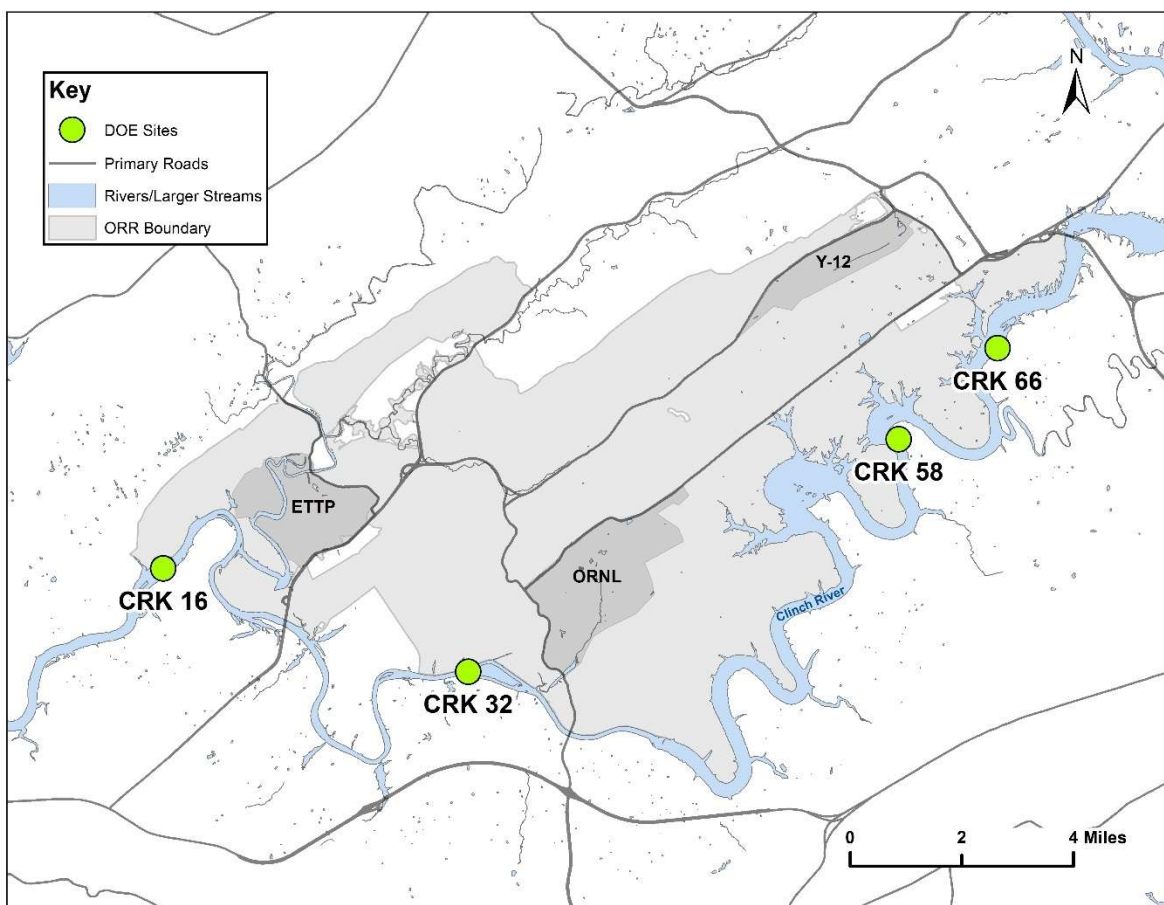 N
Key
DOE Sites
Primary Roads
Rivers/Larger Streams
ORR Boundary
Y-12
CRK 66
CRK 58
ETTP
ORNL
CRK 16
Clinch River
CRK 32
0 2 4 Miles